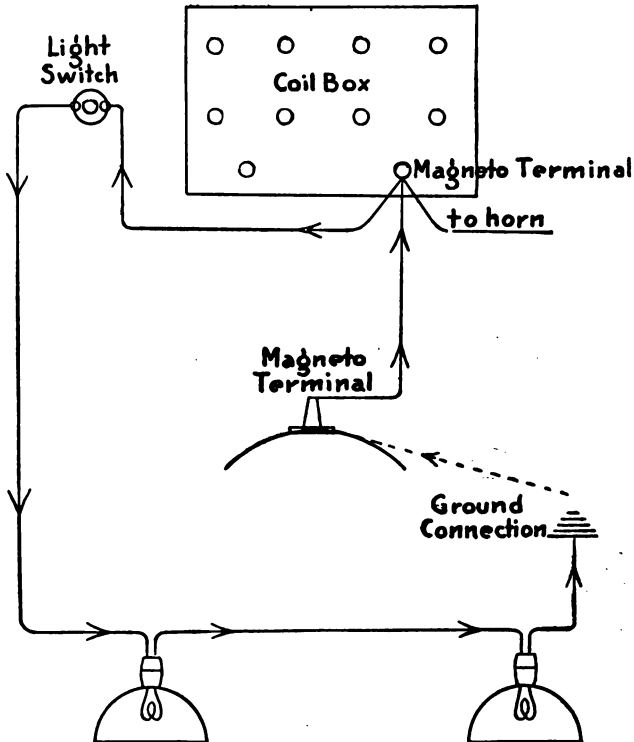 Light
Switch
Coil Box
Magneto Terminal
to horn
Magneto
Terminal
Ground
Connection